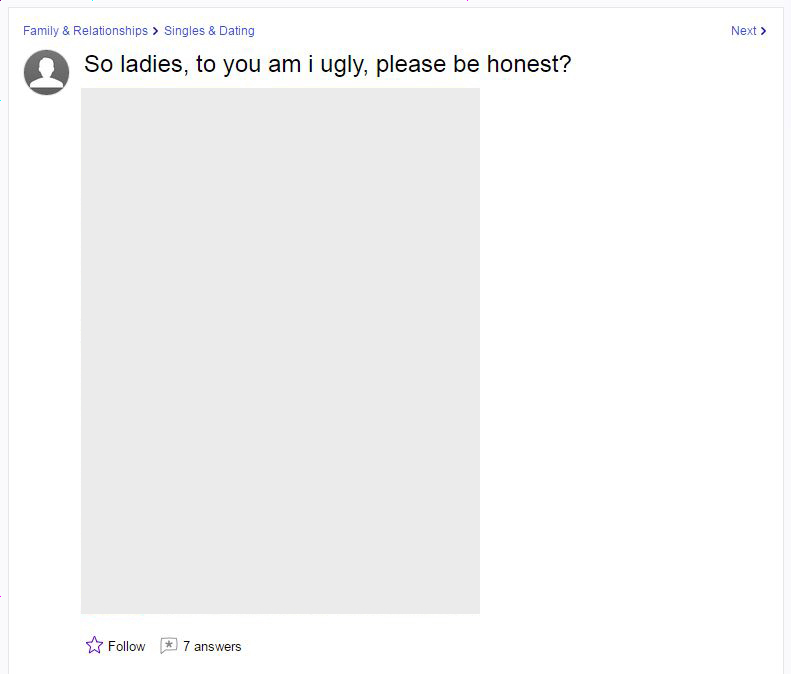 Family & Relationships > Singles & Dating
Next >
So ladies, to you am i ugly, please be honest?
Follow 7 answers